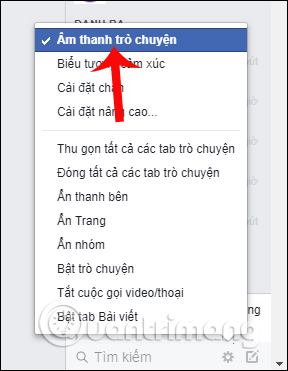 DANH BẠ
Âm thanh trò chuyện
Biểu tượng cảm xúc
Cài đặt chặn
Cài đặt nâng cao...
Thu gọn tất cả các tab trò chuyện
Đóng tất cả các tab trò chuyện
Ẩn thanh bên
Ẩn Trang
Ẩn nhóm
Bật trò chuyện
Tắt cuộc gọi video/thoại
Bật tab Bài viết
Quantrimang
Tìm kiếm